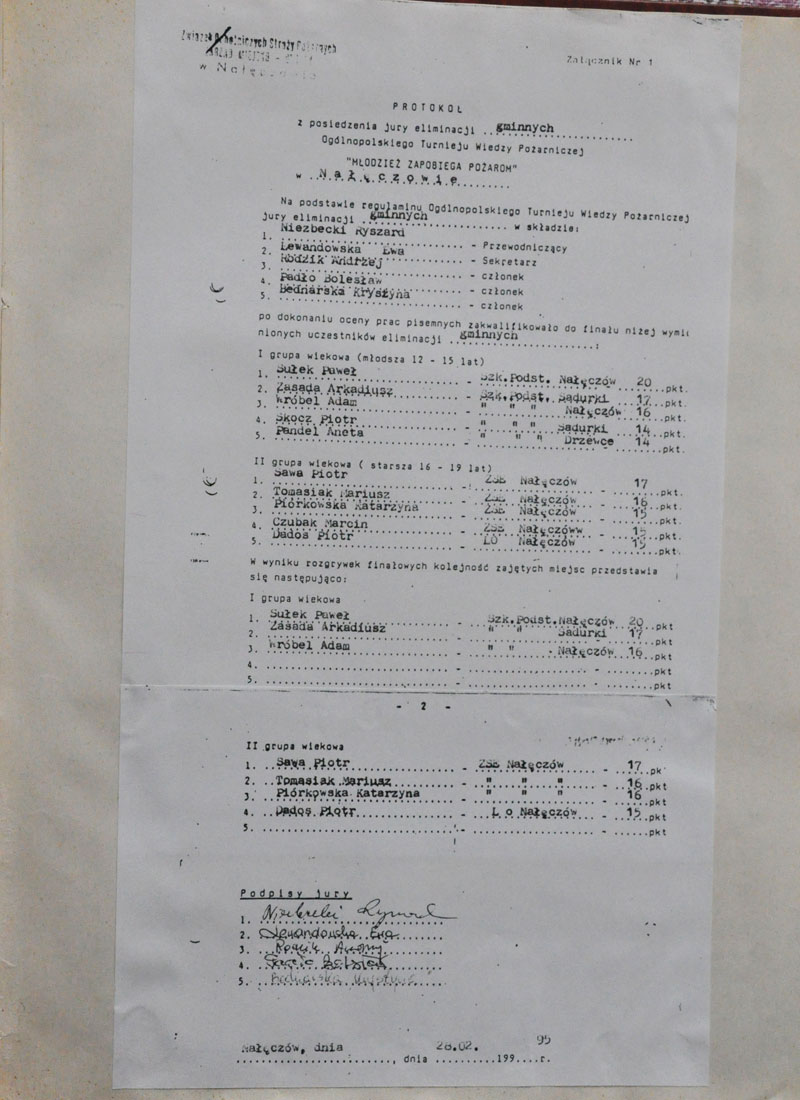 Związek Ochotniczych Straży Pożarnych
w Nałęczowie
Załącznik Nr 1
PROTOKOŁ
z posiedzenia jury eliminacji ..gminnych..............
Ogólnopolskiego Turnieju Wiedzy Pożarniczej
"MŁODZIEŻ ZAPOBIEGA POŻAROM"
w ..Nałęczowie.........
Na podstawie regulaminu Ogólnopolskiego Turnieju Wiedzy Pożarniczej
jury eliminacji .gminnych............... w składzie:
1. Niezbecki Ryszard - Przewodniczący
2. Lewandowska Ewa - Sekretarz
3. Rodzik Andrzej - członek
4. Padło Bolesław - członek
5. Bednarska Krystyna - członek
po dokonaniu oceny prac pisemnych zakwalifikowało do finału niżej wymie
nionych uczestników eliminacji ..gminnych..............:
I grupa wiekowa (młodsza 12 - 15 lat)
1. Sułek Paweł - Szk.Podst. Nałęczów 20 pkt.
2. Zasada Arkadiusz - Szk.Podst. Sadurki 17 pkt.
3. Wróbel Adam - " " " Nałęczów 16 pkt.
4. Skocz Piotr - " " " Sadurki 14 pkt.
5. Pandel Aneta - " " " Drzewce 14 pkt.
II grupa wiekowa ( starsza 16 - 19 lat)
1. Sawa Piotr - ZSE Nałęczów 17 pkt.
2. Tomasiak Mariusz - ZSE Nałęczów - 16 pkt.
3. Piórkowska Katarzyna - ZSE Nałęczów - 15 pkt.
4. Czubak Marcin - ZSE Nałęczóww - 15 pkt.
5. Dados Piotr - LO Nałęczów - 15 pkt.
W wyniku rozgrywek finałowych kolejność zajętych miejsc przedstawia
się następująco:
I grupa wiekowa
1. Sułek Paweł - Szk.Podst.Nałęczów 20 pkt
2. Zasada Arkadiusz - " " Sadurki 17 pkt
3. Wróbel Adam - " " - Nałęczów 16 pkt
4. ........................ - ............ - .......pkt
5. ........................ - ............ - .......pkt
- 2 -
II grupa wiekowa
1. ..Sawa Piotr............ - ZSE Nałęczów - 17 .pk
2. ..Tomasiak Mariusz...... - " " " - 16 .pkt
3. .Piórkowska Katarzyna - " " " - 16 .pkt
4. ..Dados Piotr........... - ...L o Nałęczów... - ..15..pkt
5. ........................ - ............ - .......pkt
Podpisy jury
1. Niezbecki Ryszard
2. Lewandowska Ewa
3.
4.
5. Bednarska Krystyna
Nałęczów, dnia 28.02. 95
......................., dnia ..........199....r.